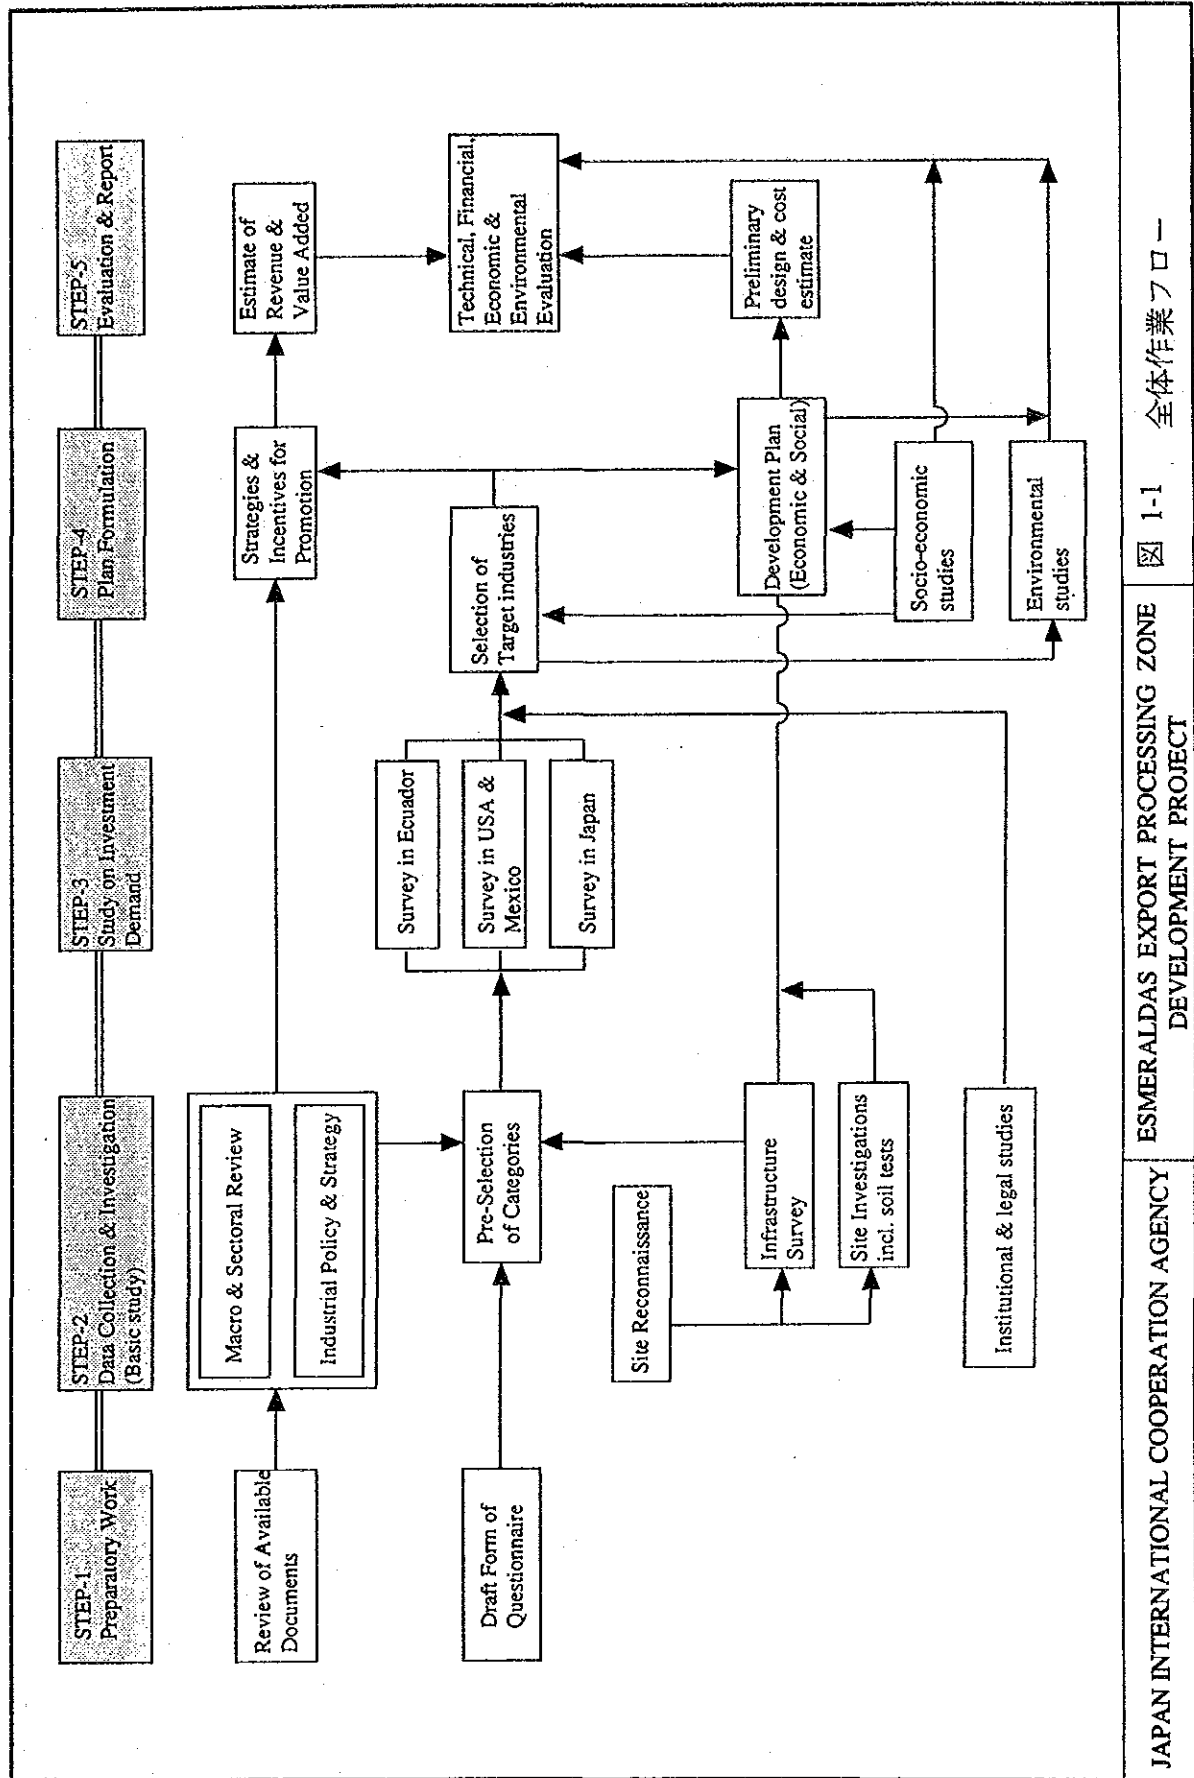 STEP-1
Preparatory Work
STEP-2
Data Collection & Investigation
(Basic study)
STEP-3
Study on Investment
Demand
STEP-4
Plan Formulation
STEP-5
Evaluation & Report
Review of Available
Documents
Macro & Sectoral Review
Industrial Policy & Strategy
Strategies &
Incentives for
Promotion
Estimate of
Revenue &
Value Added
Draft Form of
Questionnaire
Pre-Selection
of Categories
Survey in Ecuador
Survey in USA &
Mexico
Survey in Japan
Selection of
Target industries
Technical, Financial,
Economic &
Environmental
Evaluation
Site Reconnaissance
Infrastructure
Survey
Site Investigations
incl. soil tests
Development Plan
(Economic & Social)
Preliminary
design & cost
estimate
Socio-economic
studies
Institutional & legal studies
Environmental
studies
JAPAN INTERNATIONAL COOPERATION AGENCY
ESMERALDAS EXPORT PROCESSING ZONE
DEVELOPMENT PROJECT
図 1-1 全体作業フロー